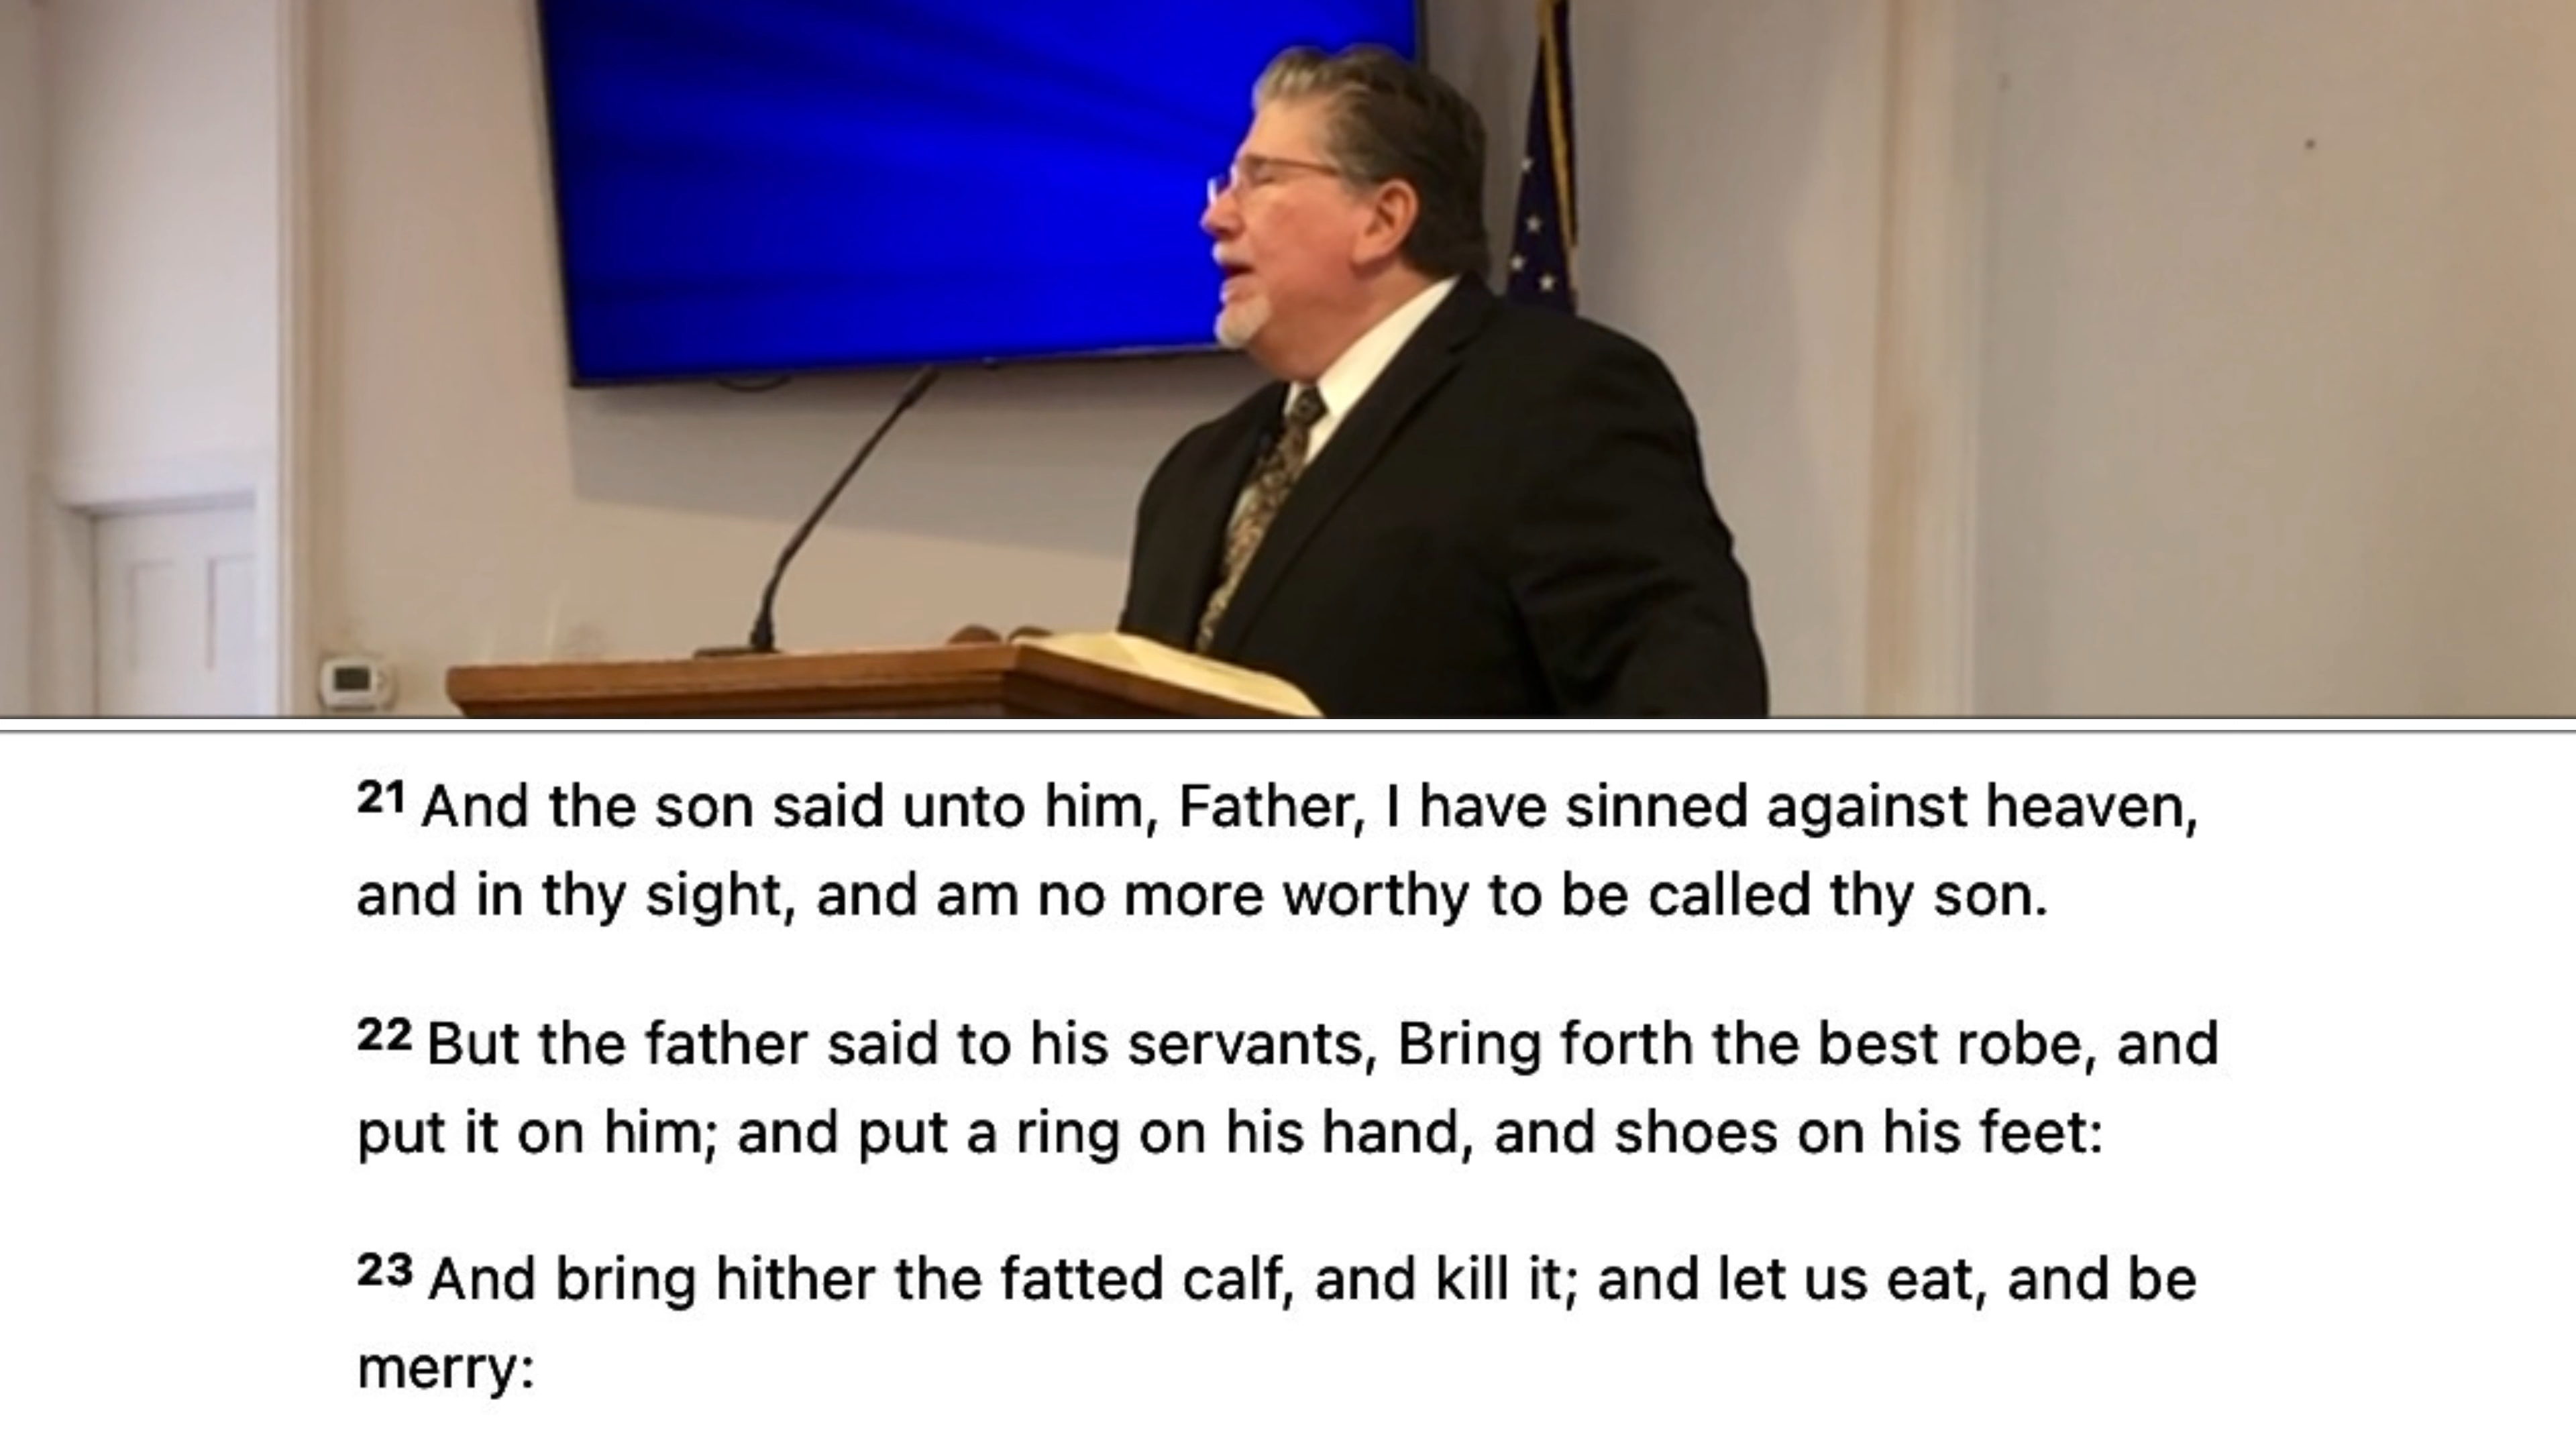 21 And the son said unto him, Father, I have sinned against heaven,
and in thy sight, and am no more worthy to be called thy son.
22 But the father said to his servants, Bring forth the best robe, and
put it on him; and put a ring on his hand, and shoes on his feet:
23 And bring hither the fatted calf, and kill it; and let us eat, and be
merry: